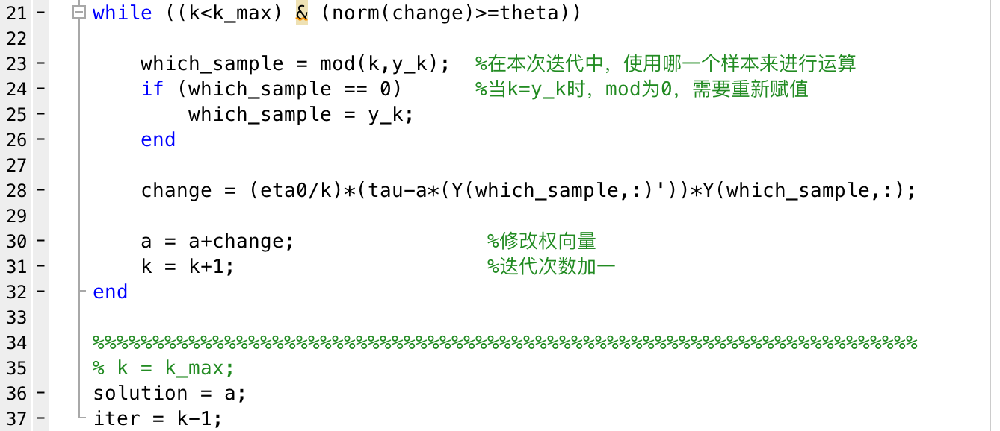 21 - while ((k<k_max) & (norm(change)>=theta))
22
23 - which_sample = mod(k,y_k); %在本次迭代中，使用哪一个样本来进行运算
24 - if (which_sample == 0) %当k=y_k时，mod为0，需要重新赋值
25 - which_sample = y_k;
26 - end
27
28 - change = (eta0/k)*(tau-a*(Y(which_sample,:)'))*Y(which_sample,:);
29
30 - a = a+change; %修改权向量
31 - k = k+1; %迭代次数加一
32 - end
33
34 %%%%%%%%%%%%%%%%%%%%%%%%%%%%%%%%%%%%%%%%%%%%%%%%%%%%%%%%%%%%%%%%%%%%%%%
35 % k = k_max;
36 - solution = a;
37 - iter = k-1;